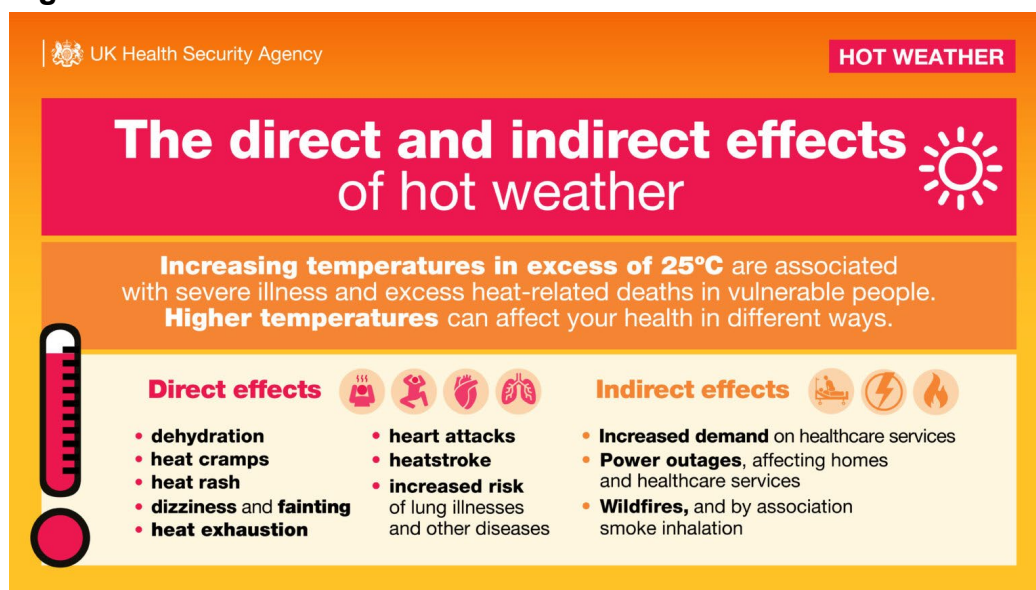 UK Health Security Agency
HOT WEATHER
The direct and indirect effects
of hot weather
Increasing temperatures in excess of 25ºC are associated
with severe illness and excess heat-related deaths in vulnerable people.
Higher temperatures can affect your health in different ways.
Direct effects
• dehydration
• heat cramps
• heat rash
• dizziness and fainting
• heat exhaustion
• heart attacks
• heatstroke
• increased risk
of lung illnesses
and other diseases
Indirect effects
• Increased demand on healthcare services
• Power outages, affecting homes
and healthcare services
• Wildfires, and by association
smoke inhalation